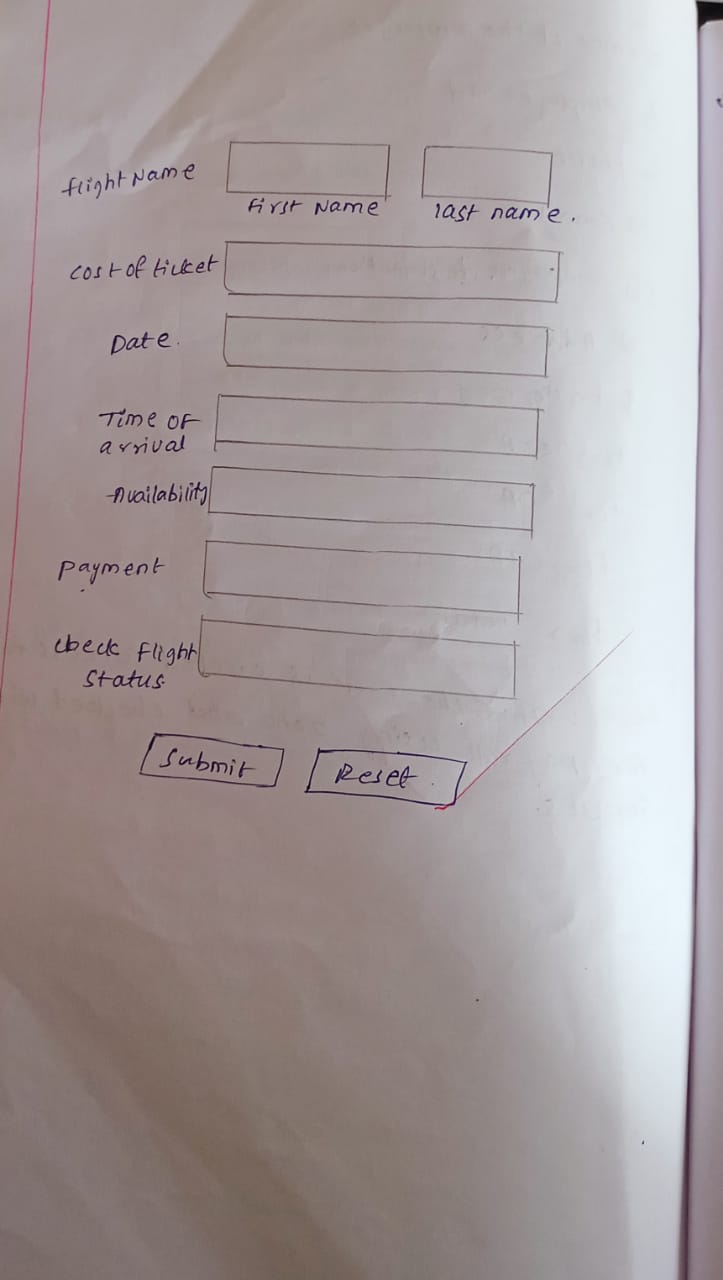 Flight Name
First Name last name.
Cost of ticket
Date.
Time of
arrival
Availability
Payment
Check Flight
Status
Submit Reset